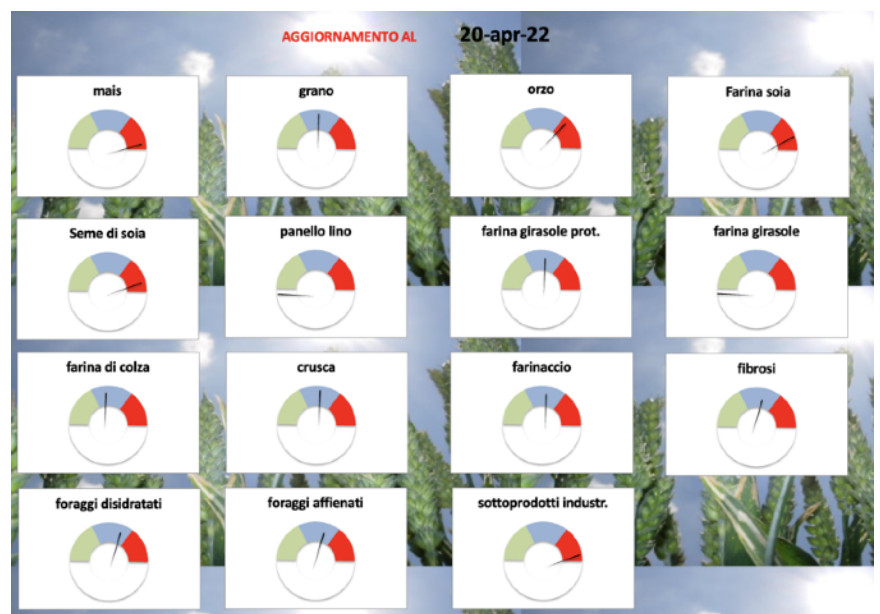 AGGIORNAMENTO AL 20-apr-22
mais
grano
orzo
Farina soia
Seme di soia
panello lino
farina girasole prot.
farina girasole
farina di colza
crusca
farinaccio
fibrosi
foraggi disidratati
foraggi affienati
sottoprodotti industr.